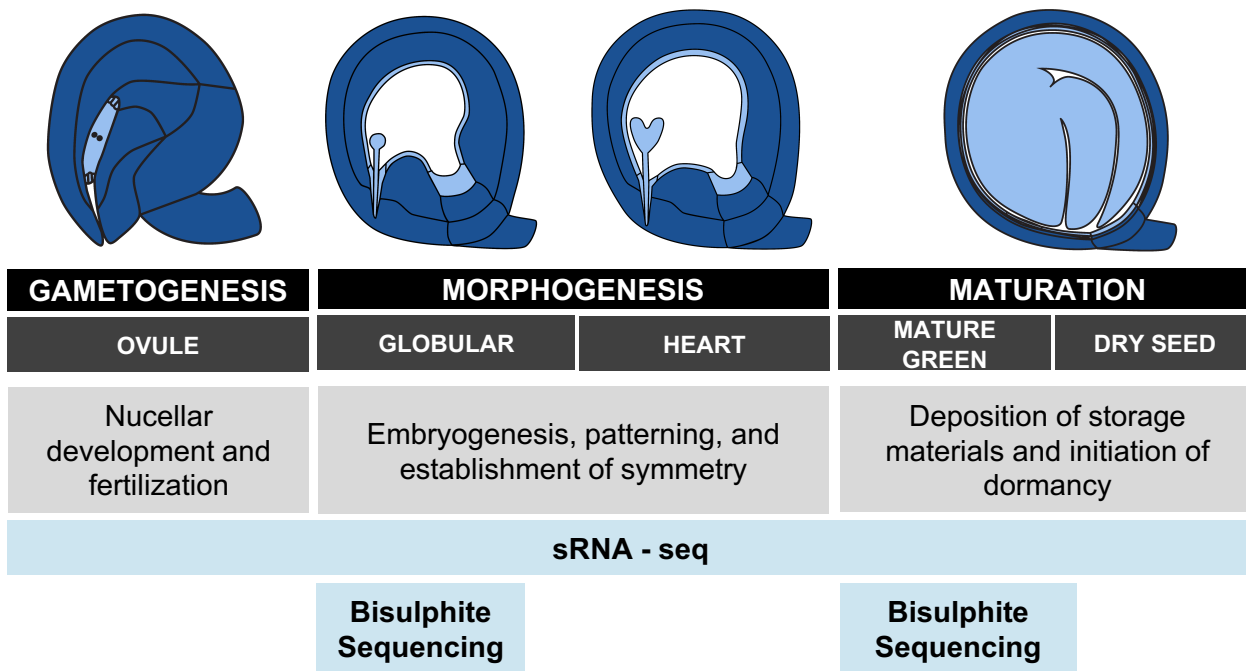 GAMETOGENESIS
MORPHOGENESIS
MATURATION
OVULE
GLOBULAR
HEART
MATURE
GREEN
DRY SEED
Nucellar
development and
fertilization
Embryogenesis, patterning, and
establishment of symmetry
Deposition of storage
materials and initiation of
dormancy
sRNA - seq
Bisulphite
Sequencing
Bisulphite
Sequencing